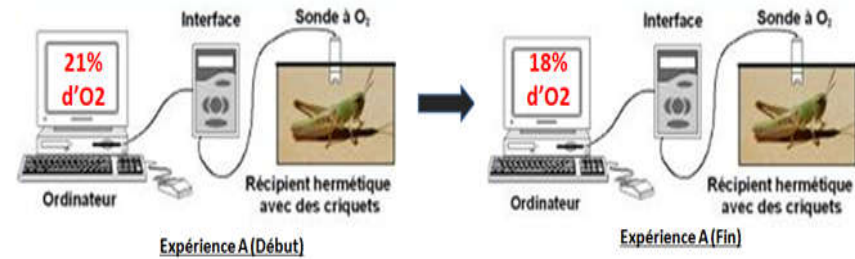 Interface
Sonde à O₂
21%
d'O2
Ordinateur
Récipient hermétique
avec des criquets
Expérience A (Début)
Interface
Sonde à O₂
18%
d'O2
Ordinateur
Récipient hermétique
avec des criquets
Expérience A (Fin)